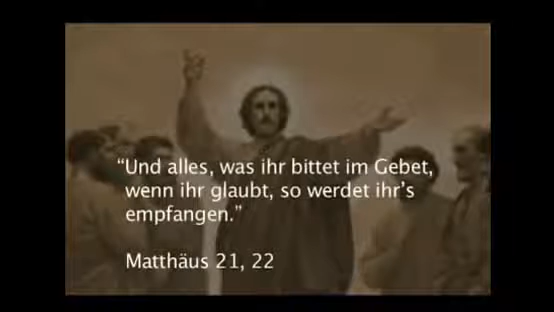 “Und alles, was ihr bittet im Gebet,
wenn ihr glaubt, so werdet ihr’s
empfangen.”
Matthäus 21, 22